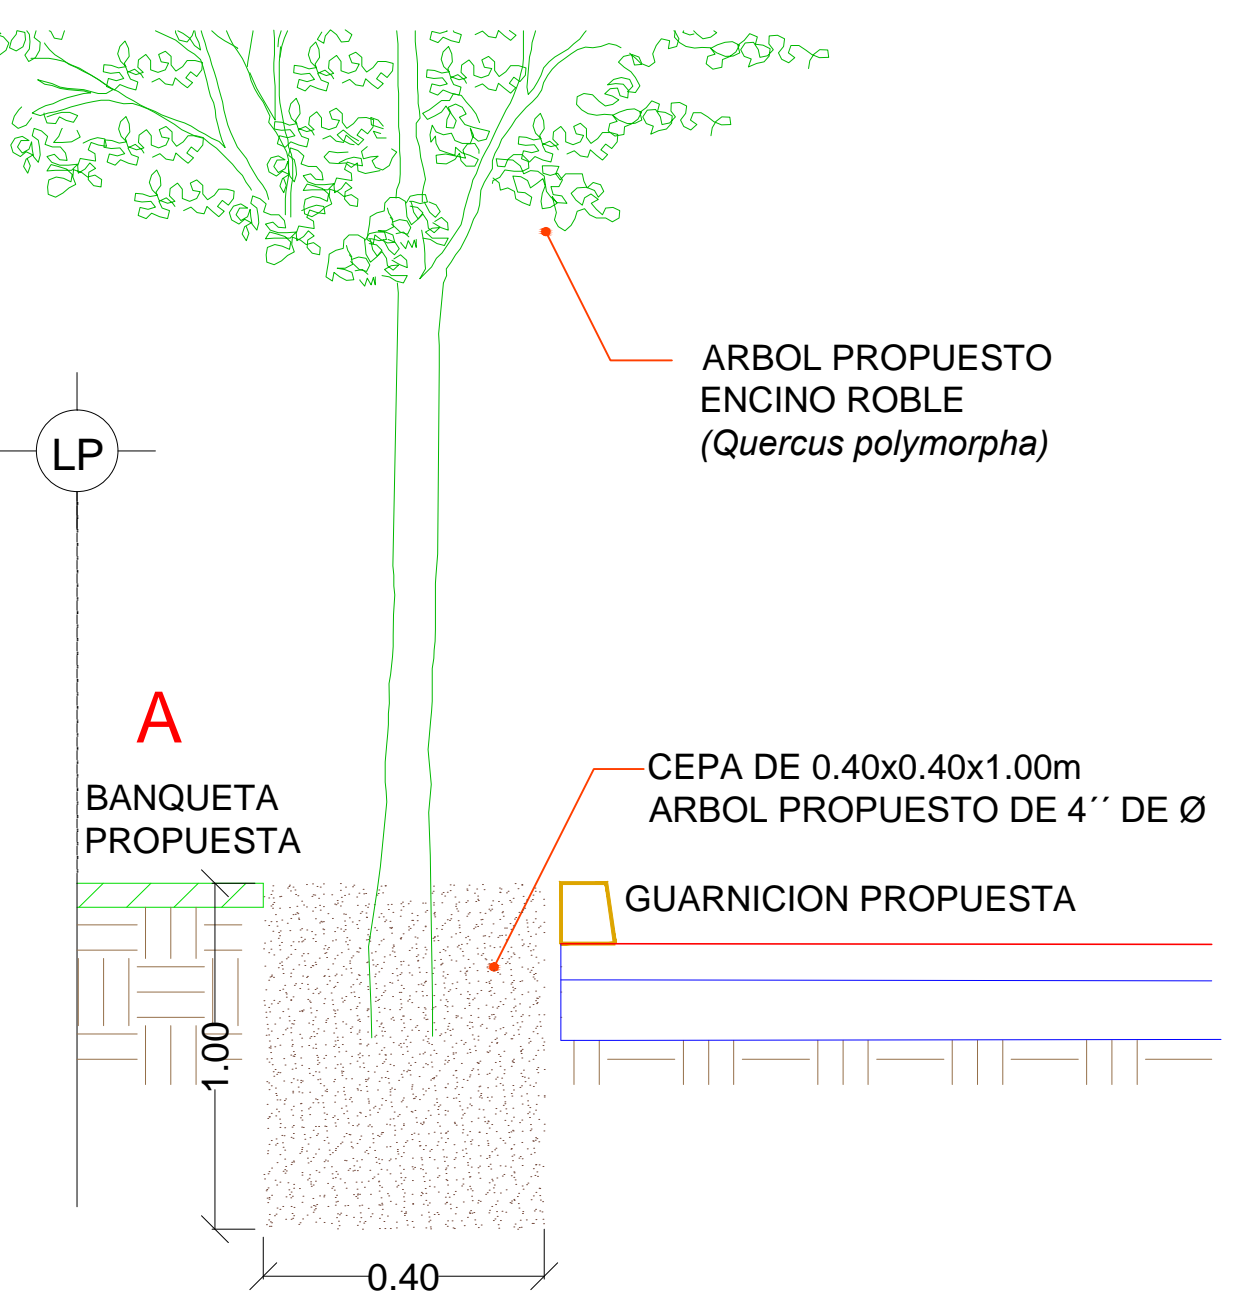 ARBOL PROPUESTO
ENCINO ROBLE
(Quercus polymorpha)
LP
A
BANQUETA
PROPUESTA
CEPA DE 0.40x0.40x1.00m
ARBOL PROPUESTO DE 4´´ DE Ø
GUARNICION PROPUESTA
1.00
0.40